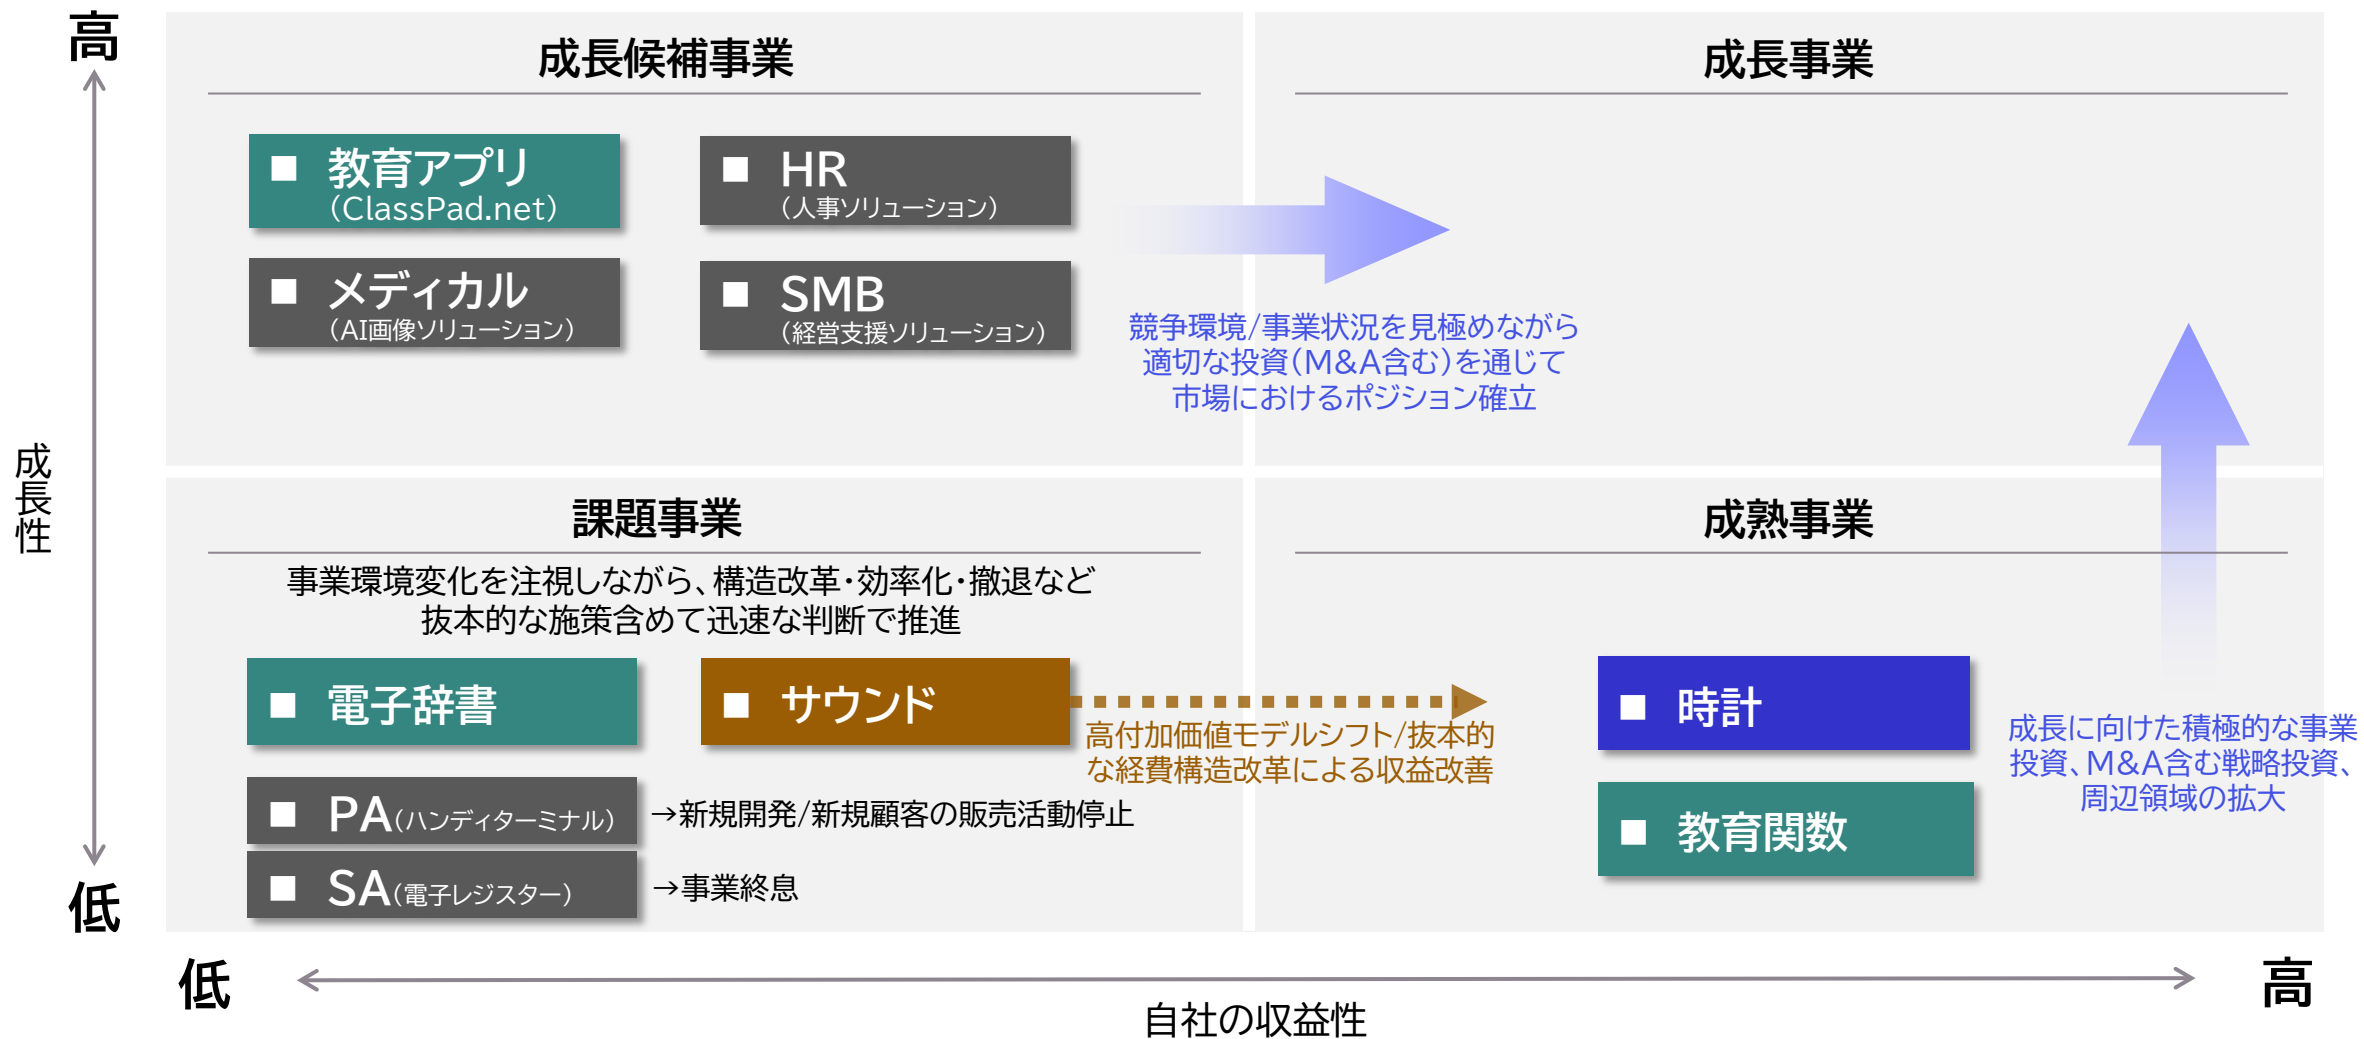 高
成長性
低
成長候補事業
■ 教育アプリ
（ClassPad.net）
■ HR
（人事ソリューション）
■ メディカル
（AI画像ソリューション）
■ SMB
（経営支援ソリューション）
成長事業
競争環境/事業状況を見極めながら
適切な投資（M&A含む）を通じて
市場におけるポジション確立
課題事業
事業環境変化を注視しながら、構造改革・効率化・撤退など
抜本的な施策含めて迅速な判断で推進
■ 電子辞書
■ サウンド
高付加価値モデルシフト/抜本的
な経費構造改革による収益改善
■ PA（ハンディターミナル）
→新規開発/新規顧客の販売活動停止
■ SA（電子レジスター）
→事業終息
成熟事業
■ 時計
■ 教育関数
成長に向けた積極的な事業
投資、M&A含む戦略投資、
周辺領域の拡大
低
自社の収益性
高